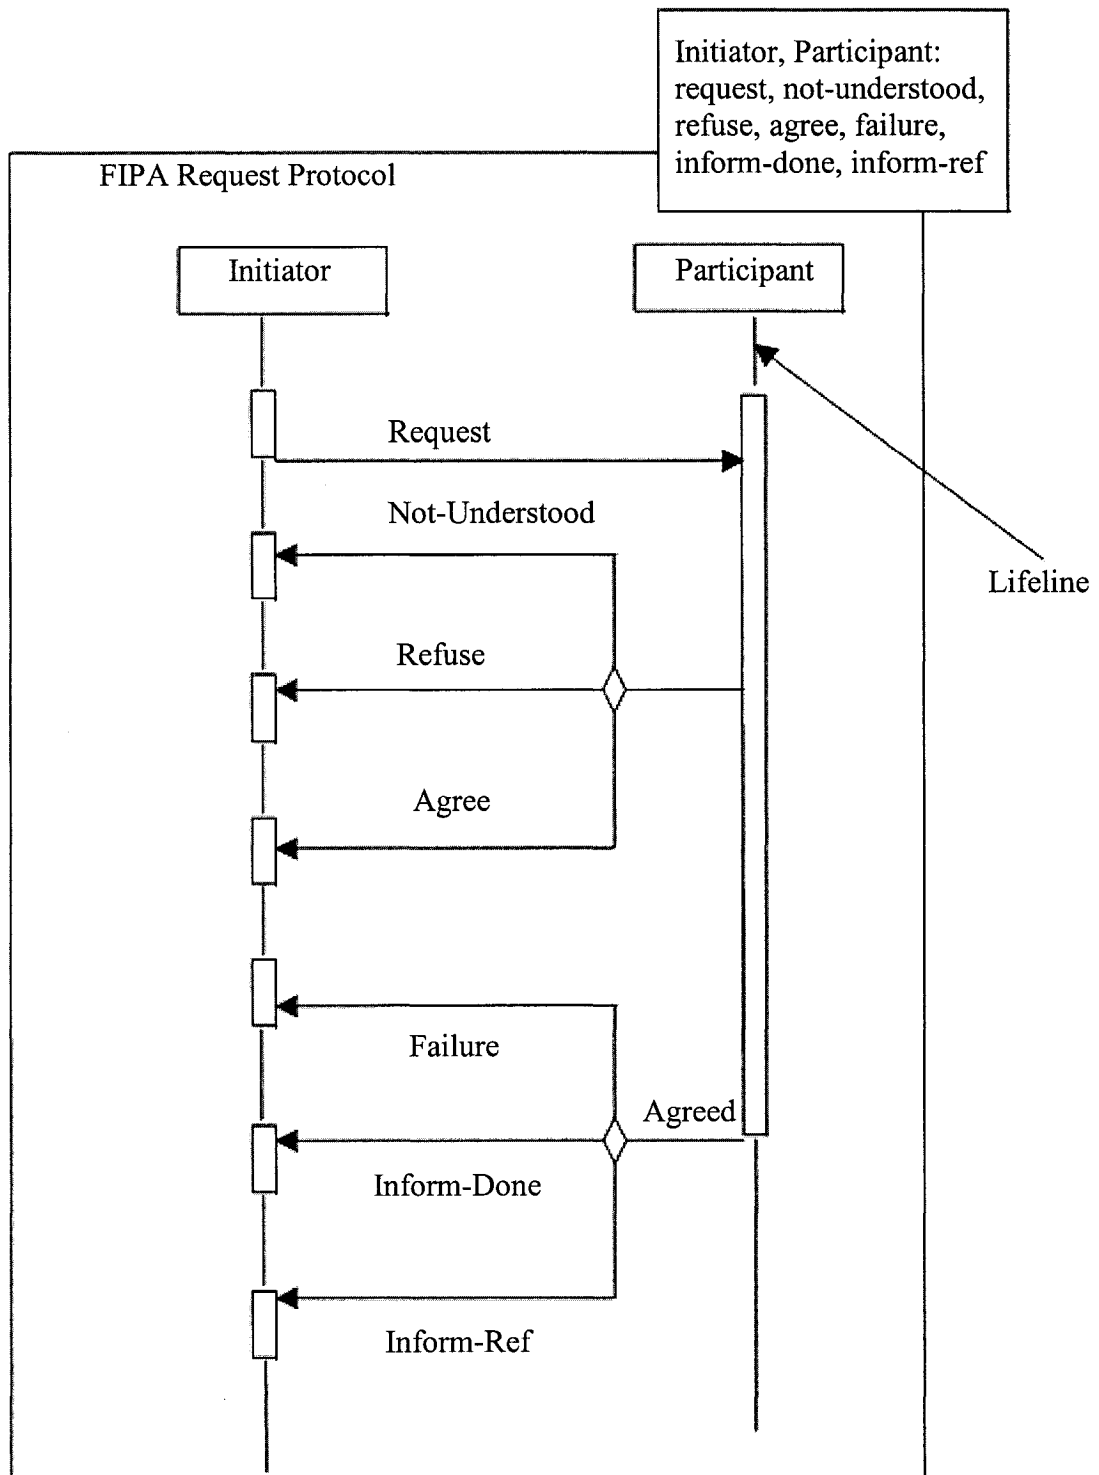 Initiator, Participant:
request, not-understood,
refuse, agree, failure,
inform-done, inform-ref
FIPA Request Protocol
Initiator
Participant
Request
Not-Understood
Lifeline
Refuse
Agree
Failure
Agreed
Inform-Done
Inform-Ref